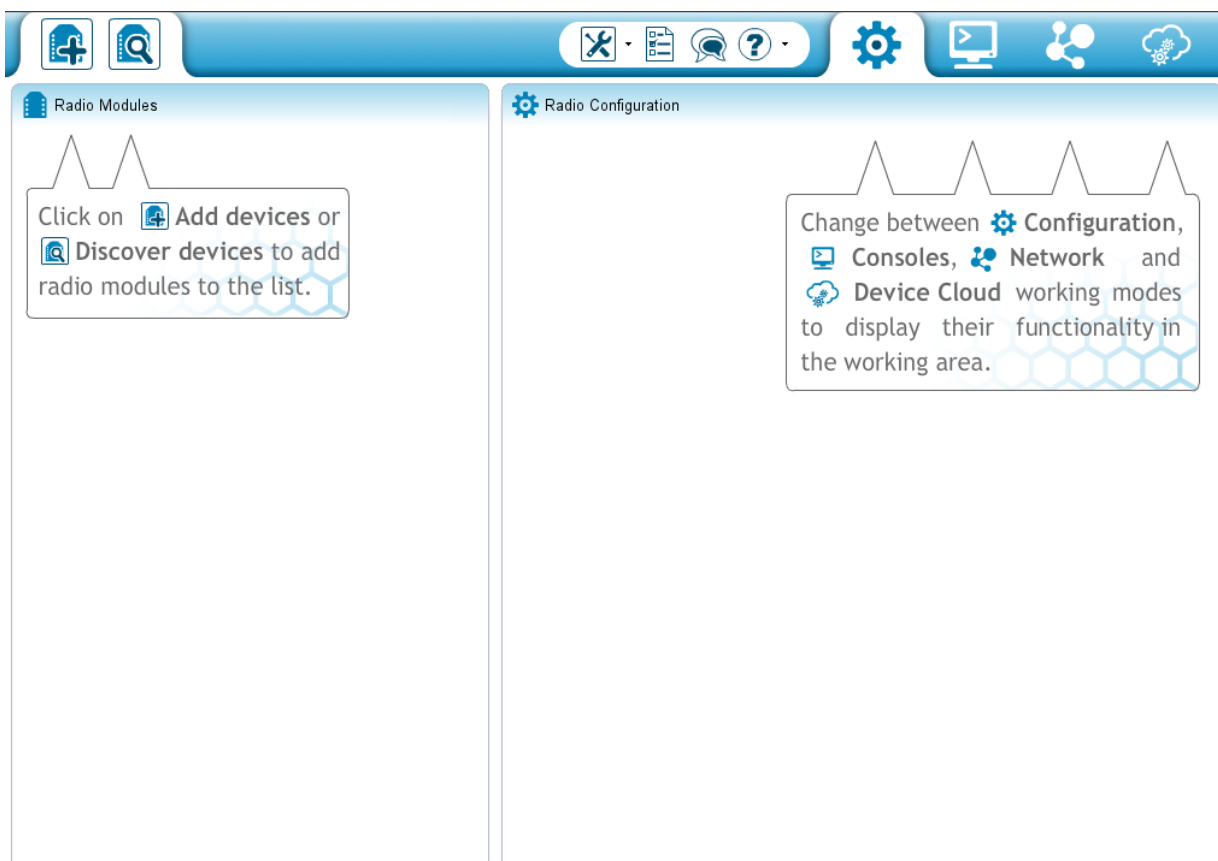 Radio Modules
Radio Configuration
Click on Add devices or
Discover devices to add
radio modules to the list.
Change between Configuration,
Consoles, Network and
Device Cloud working modes
to display their functionality in
the working area.